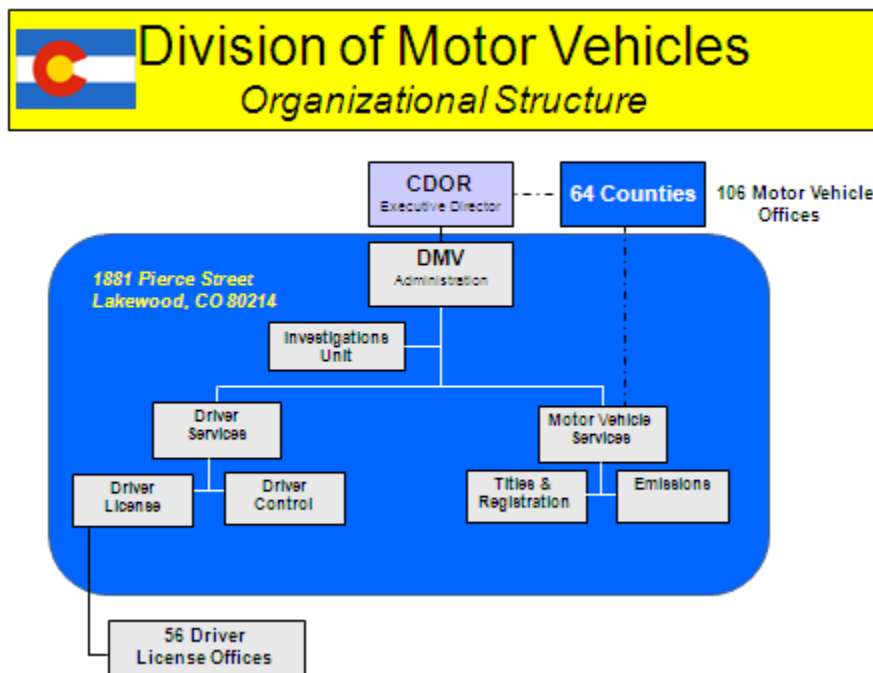 Division of Motor Vehicles
Organizational Structure
CDOR
Executive Director
64 Counties
106 Motor Vehicle
Offices
DMV
Administration
1881 Pierce Street
Lakewood, CO 80214
Investigations
Unit
Driver
Services
Motor Vehicle
Services
Driver
License
Driver
Control
Titles &
Registration
Emissions
56 Driver
License Offices